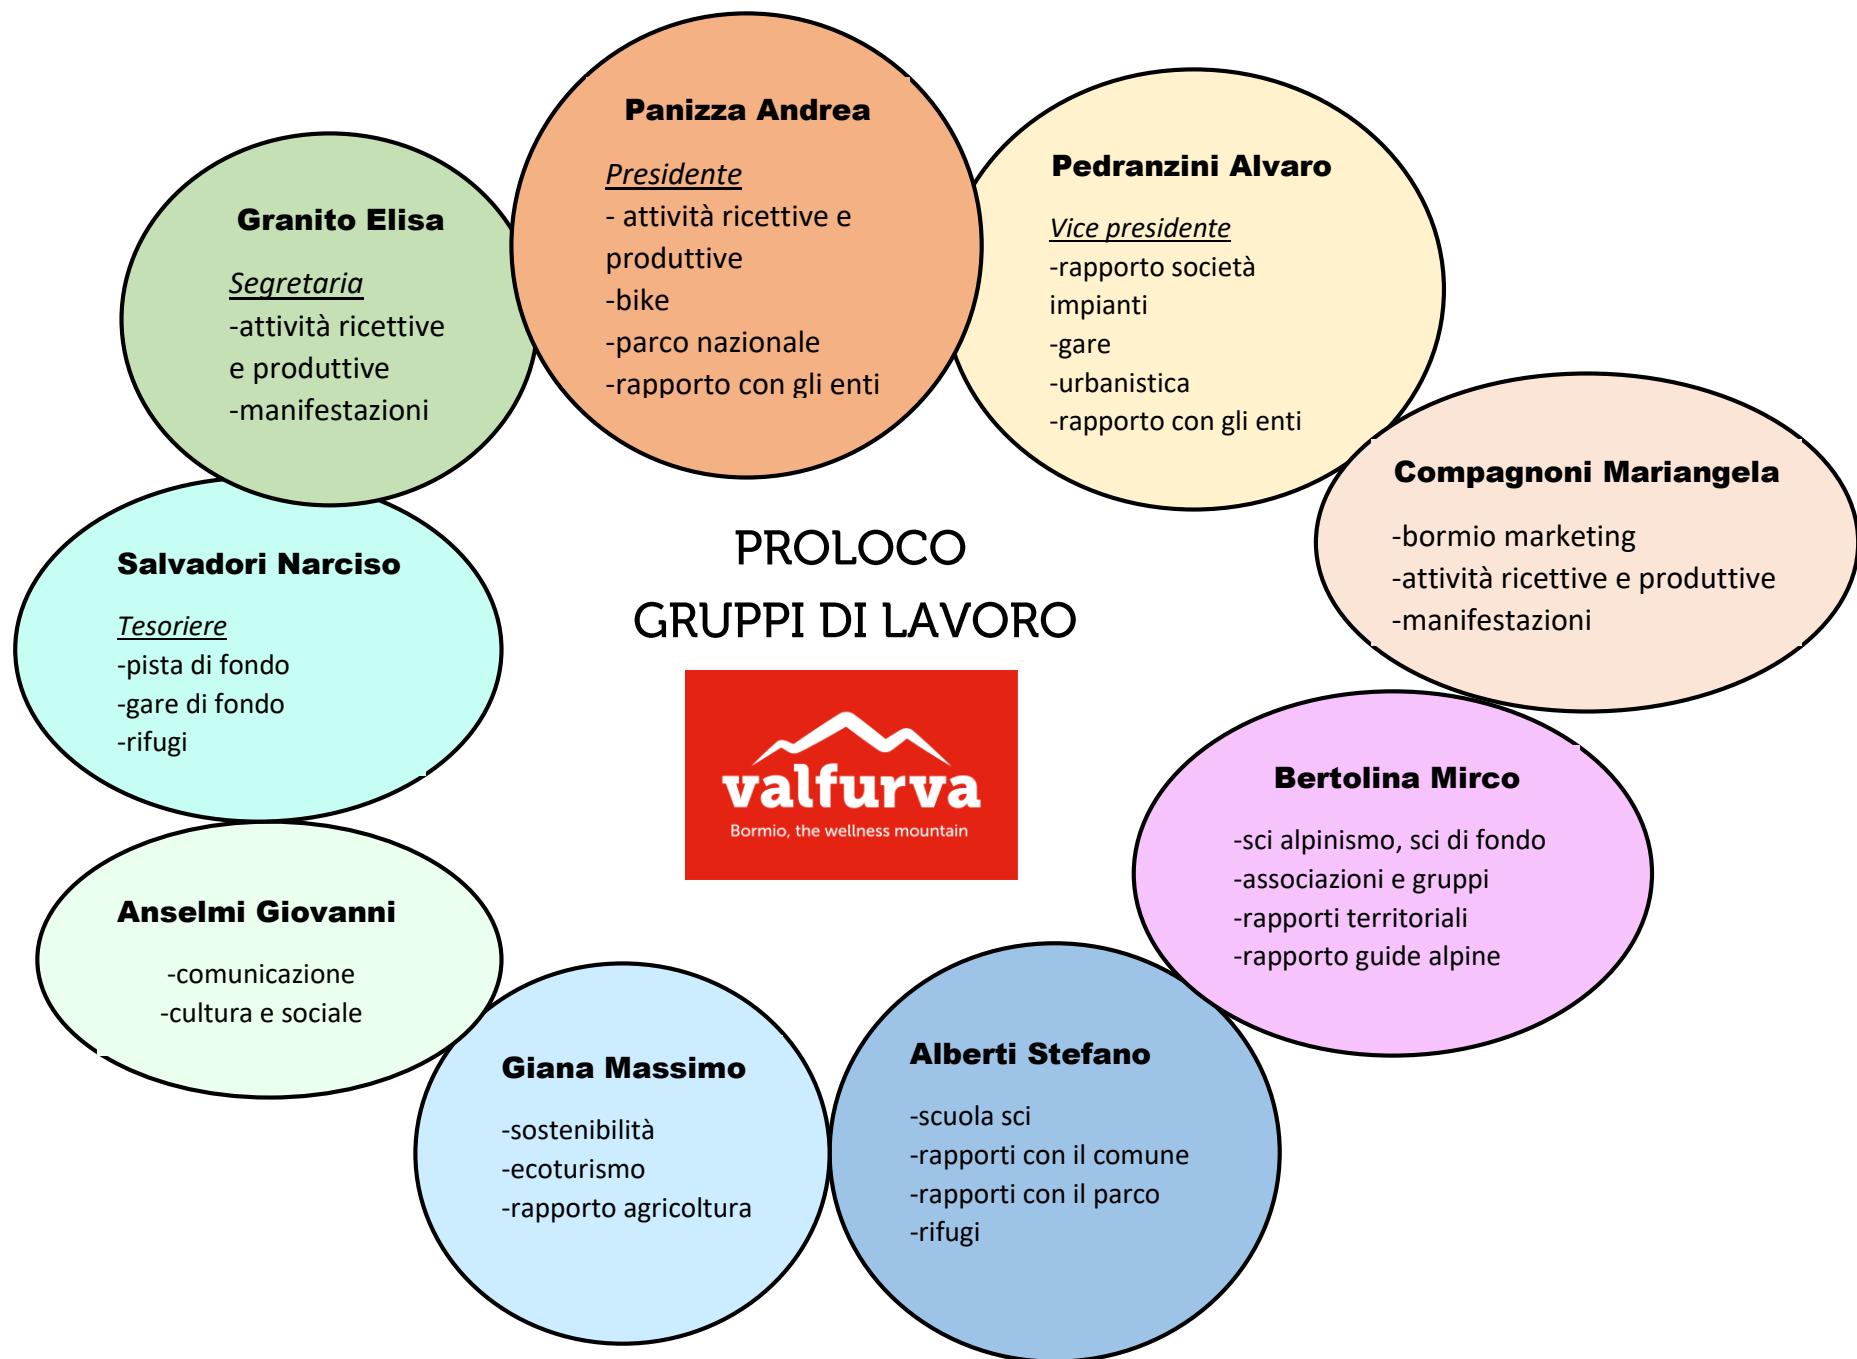 Panizza Andrea
Presidente
- attività ricettive e
produttive
-bike
-parco nazionale
-rapporto con gli enti
Pedranzini Alvaro
Vice presidente
-rapporto società
impianti
-gare
-urbanistica
-rapporto con gli enti
Granito Elisa
Segretaria
-attività ricettive
e produttive
-manifestazioni
Compagnoni Mariangela
-bormio marketing
-attività ricettive e produttive
-manifestazioni
PROLOCO
GRUPPI DI LAVORO
valfurva
Bormio, the wellness mountain
Salvadori Narciso
Tesoriere
-pista di fondo
-gare di fondo
-rifugi
Bertolina Mirco
-sci alpinismo, sci di fondo
-associazioni e gruppi
-rapporti territoriali
-rapporto guide alpine
Anselmi Giovanni
-comunicazione
-cultura e sociale
Giana Massimo
-sostenibilità
-ecoturismo
-rapporto agricoltura
Alberti Stefano
-scuola sci
-rapporti con il comune
-rapporti con il parco
-rifugi